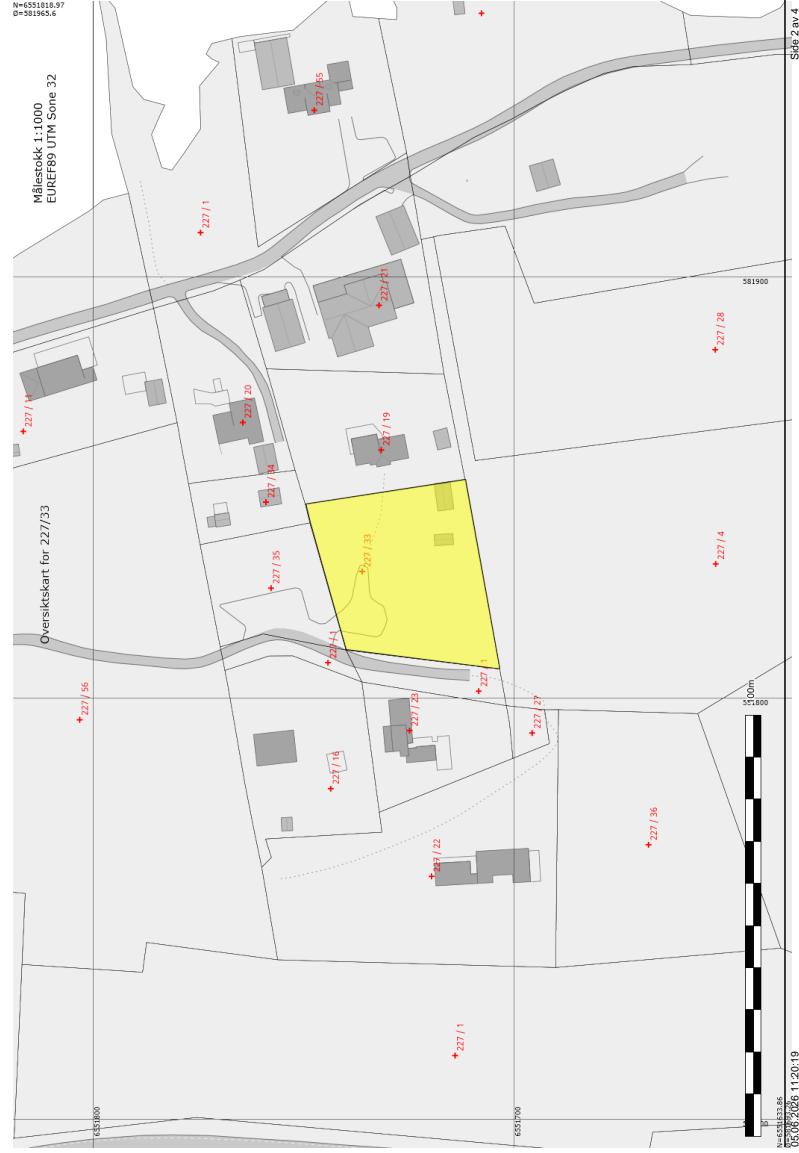 N=6551818.97
Ø=581965.6
Målestokk 1:1000
EUREF89 UTM Sone 32
Side 2 av 4
227 / 55
227 / 1
227 / 21
581900
227 / 28
227 / 11
227 / 20
227 / 19
227 / 34
Oversiktskart for 227/33
227 / 33
227 / 35
227 / 4
227 / 1
227 / 1
227 / 56
227 / 23
227 / 27
581800
227 / 16
227 / 36
227 / 22
227 / 1
6551800
6551700
N=6551633.86
05.06.2026 11:20:19